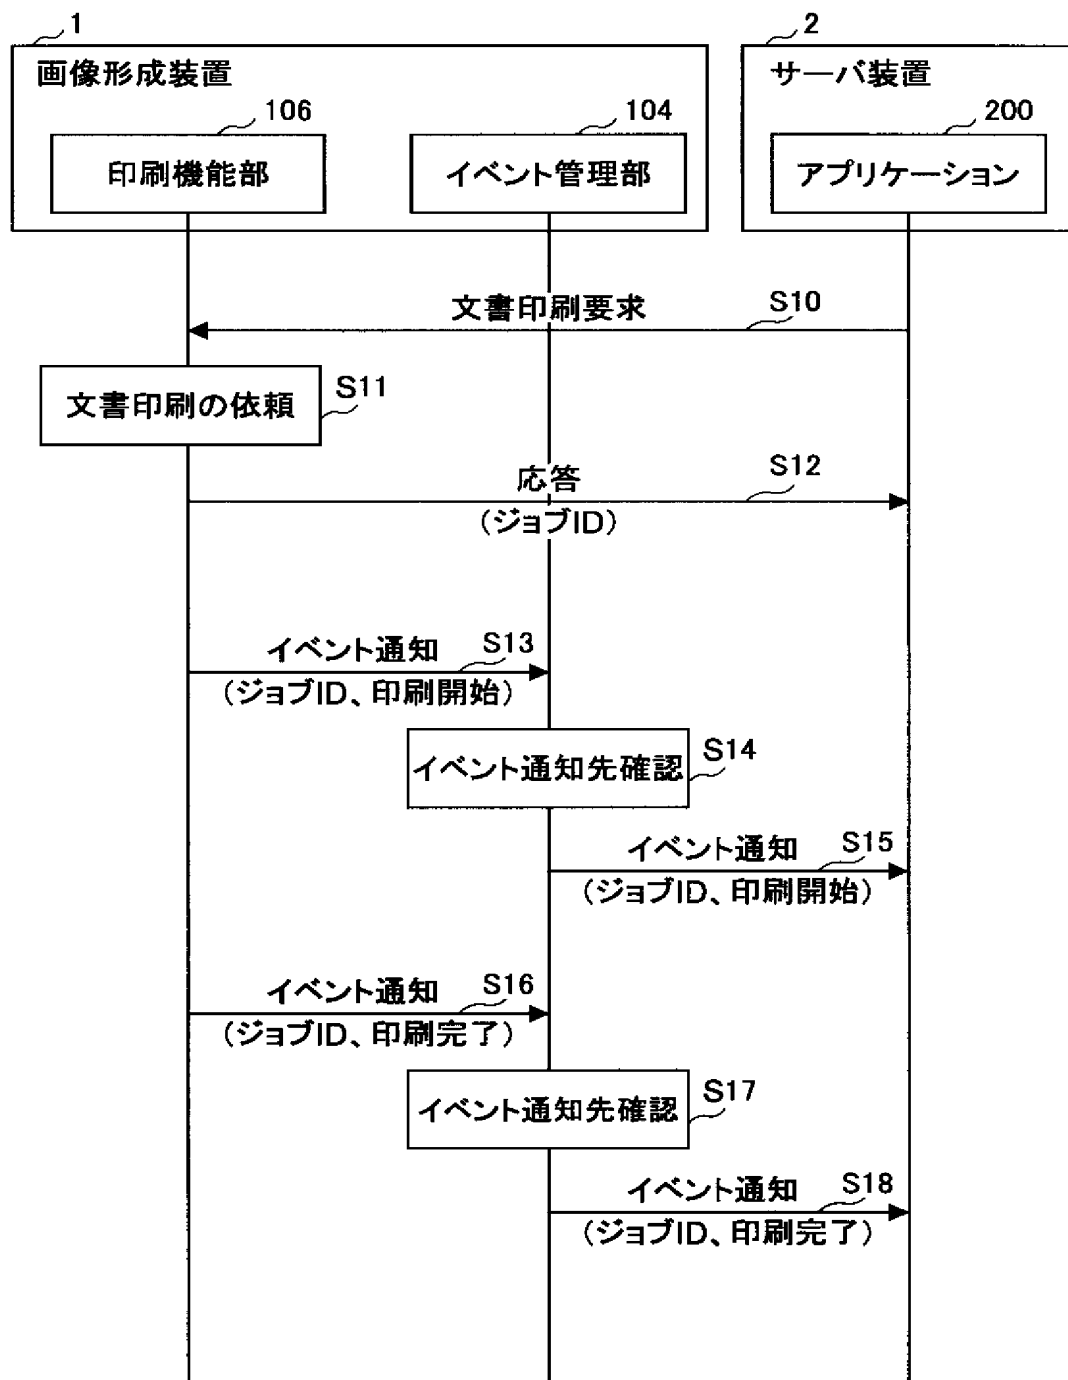 1
2
画像形成装置
サーバ装置
106
104
200
印刷機能部
イベント管理部
アプリケーション
文書印刷要求
S10
文書印刷の依頼
S11
応答
S12
(ジョブID)
イベント通知
S13
(ジョブID、印刷開始)
イベント通知先確認
S14
イベント通知
S15
(ジョブID、印刷開始)
イベント通知
S16
(ジョブID、印刷完了)
イベント通知先確認
S17
イベント通知
S18
(ジョブID、印刷完了)